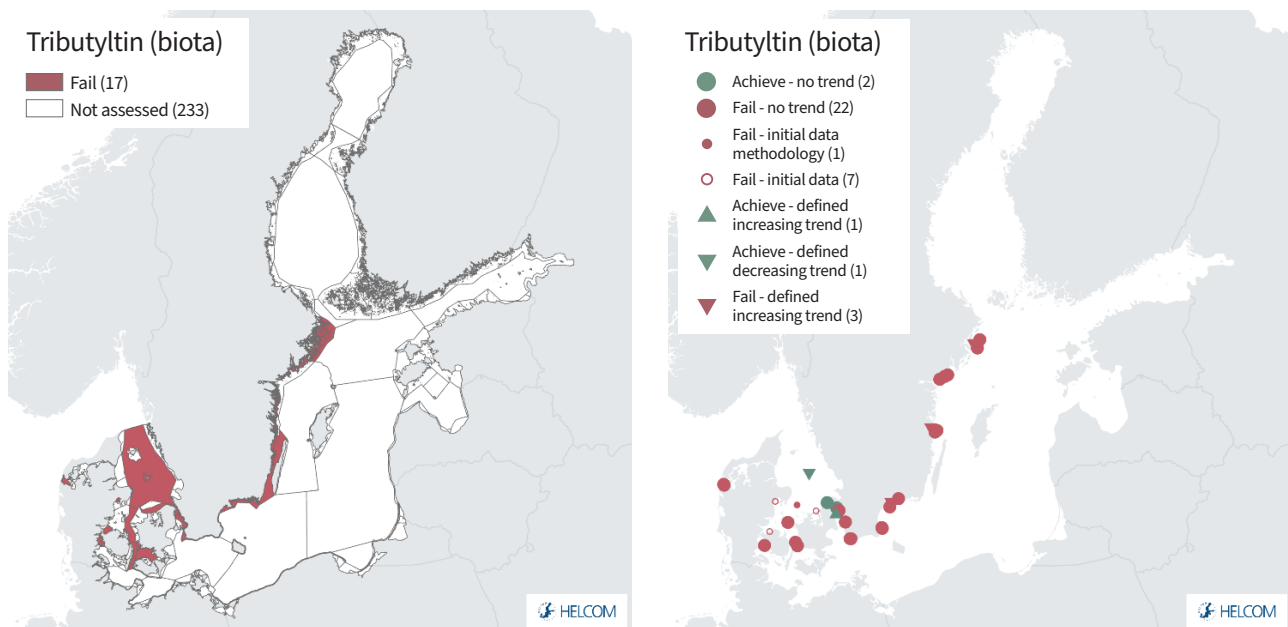 Tributyltin (biota)
Fail (17)
Not assessed (233)
HELCOM
Tributyltin (biota)
Achieve - no trend (2)
Fail - no trend (22)
Fail - initial data
methodology (1)
Fail - initial data (7)
Achieve - defined
increasing trend (1)
Achieve - defined
decreasing trend (1)
Fail - defined
increasing trend (3)
HELCOM